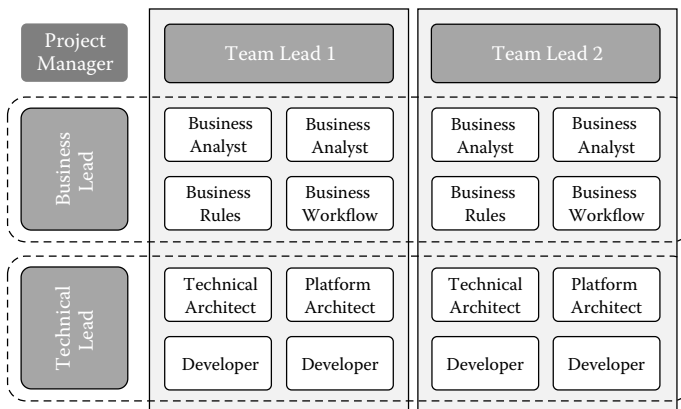 Project
Manager
Team Lead 1
Team Lead 2
Business
Lead
Business
Analyst
Business
Analyst
Business
Analyst
Business
Analyst
Business
Rules
Business
Workflow
Business
Rules
Business
Workflow
Technical
Lead
Technical
Architect
Platform
Architect
Technical
Architect
Platform
Architect
Developer
Developer
Developer
Developer